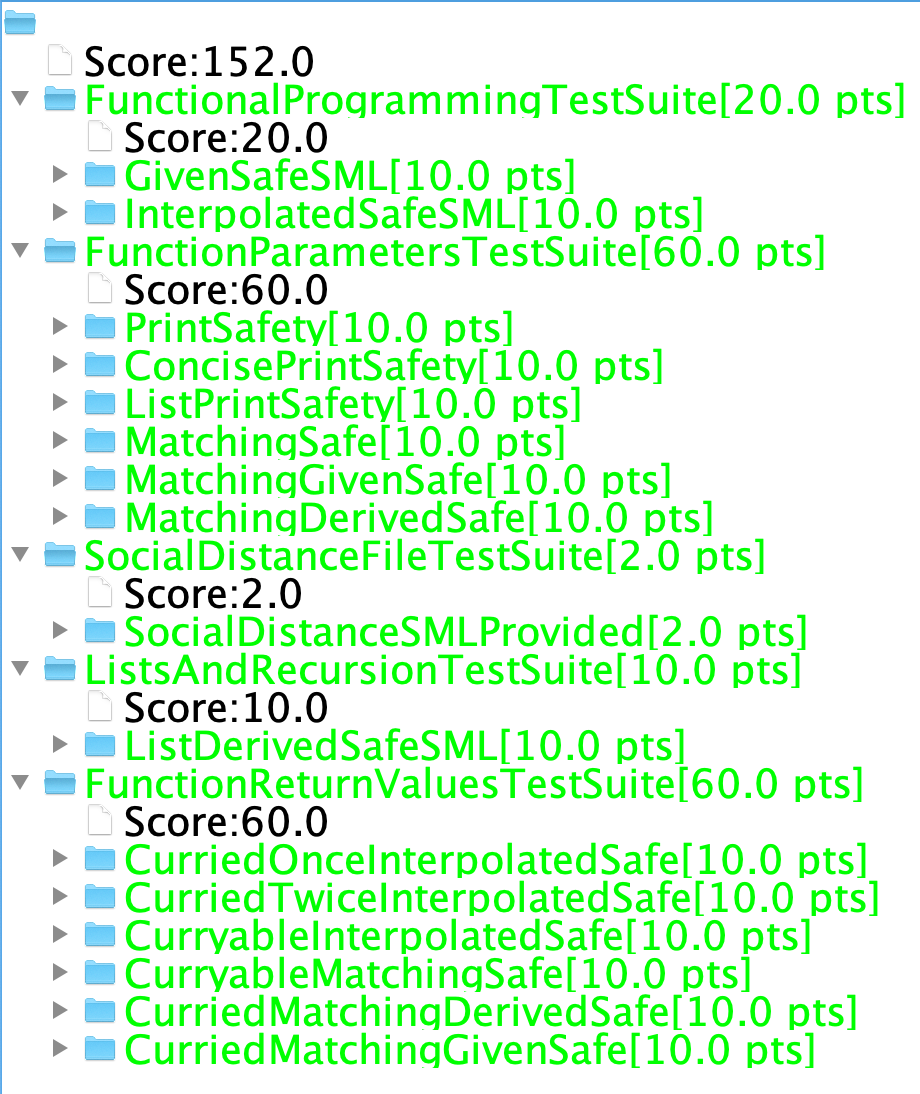 Score:152.0
FunctionalProgrammingTestSuite[20.0 pts]
Score:20.0
GivenSafeSML[10.0 pts]
InterpolatedSafeSML[10.0 pts]
FunctionParametersTestSuite[60.0 pts]
Score:60.0
PrintSafety[10.0 pts]
ConcisePrintSafety[10.0 pts]
ListPrintSafety[10.0 pts]
MatchingSafe[10.0 pts]
MatchingGivenSafe[10.0 pts]
MatchingDerivedSafe[10.0 pts]
SocialDistanceFileTestSuite[2.0 pts]
Score:2.0
SocialDistanceSMLProvided[2.0 pts]
ListsAndRecursionTestSuite[10.0 pts]
Score:10.0
ListDerivedSafeSML[10.0 pts]
FunctionReturnValuesTestSuite[60.0 pts]
Score:60.0
CurriedOnceInterpolatedSafe[10.0 pts]
CurriedTwiceInterpolatedSafe[10.0 pts]
CurryableInterpolatedSafe[10.0 pts]
CurryableMatchingSafe[10.0 pts]
CurriedMatchingDerivedSafe[10.0 pts]
CurriedMatchingGivenSafe[10.0 pts]